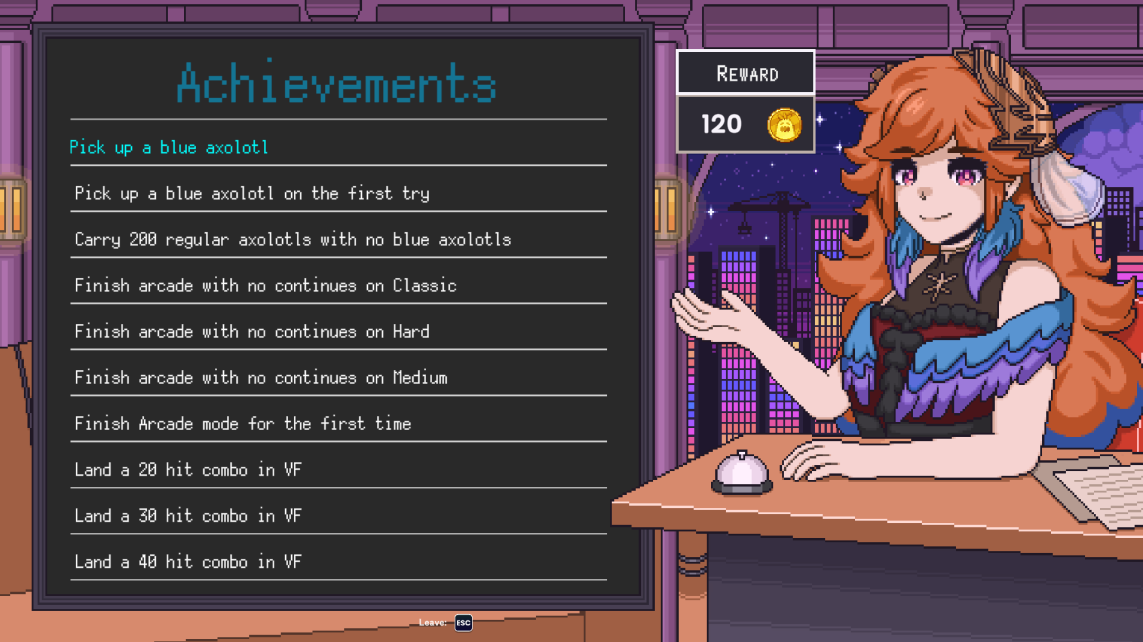 Achievements
Pick up a blue axolotl
Pick up a blue axolotl on the first try
Carry 200 regular axolotls with no blue axolotls
Finish arcade with no continues on Classic
Finish arcade with no continues on Hard
Finish arcade with no continues on Medium
Finish Arcade mode for the first time
Land a 20 hit combo in VF
Land a 30 hit combo in VF
Land a 40 hit combo in VF
Reward
120
Leave: ESC